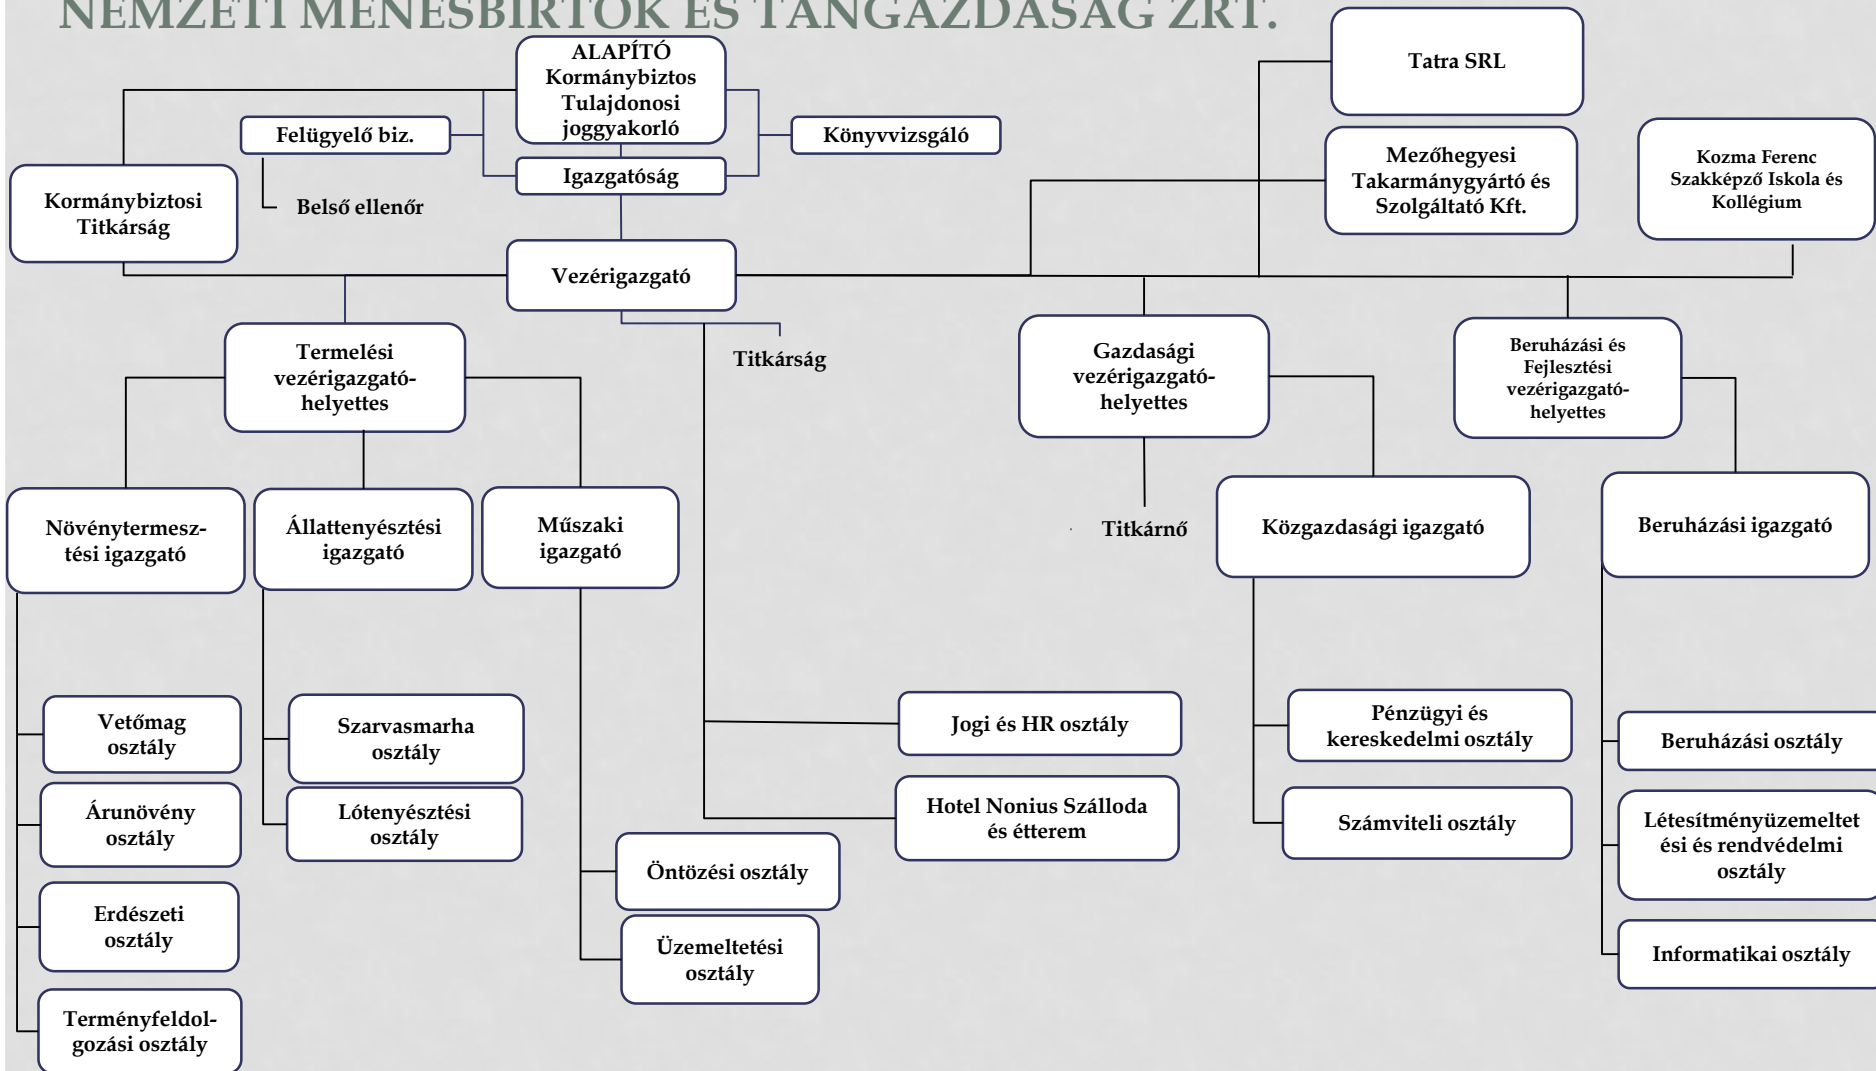 NEMZETI MÉNESBIRTOK ÉS TANGAZDASÁG ZRT.
ALAPÍTÓ
Kormánybiztos
Tulajdonosi
joggyakorló
Felügyelő biz.
Könyvvizsgáló
Igazgatóság
Belső ellenőr
Kormánybiztosi
Titkárság
Tatra SRL
Mezőhegyesi
Takarmánygyártó és
Szolgáltató Kft.
Kozma Ferenc
Szakképző Iskola és
Kollégium
Vezérigazgató
Titkárság
Termelési
vezérigazgató-
helyettes
Gazdasági
vezérigazgató-
helyettes
Beruházási és
Fejlesztési
vezérigazgató-
helyettes
Növénytermesz-
tési igazgató
Állattenyésztési
igazgató
Műszaki
igazgató
Titkárnő
Közgazdasági igazgató
Beruházási igazgató
Vetőmag
osztály
Árunövény
osztály
Erdészeti
osztály
Terményfeldol-
gozási osztály
Szarvasmarha
osztály
Lótenyésztési
osztály
Öntözési osztály
Üzemeltetési
osztály
Jogi és HR osztály
Hotel Nonius Szálloda
és étterem
Pénzügyi és
kereskedelmi osztály
Számviteli osztály
Beruházási osztály
Létesítményüzemeltet
ési és rendvédelmi
osztály
Informatikai osztály